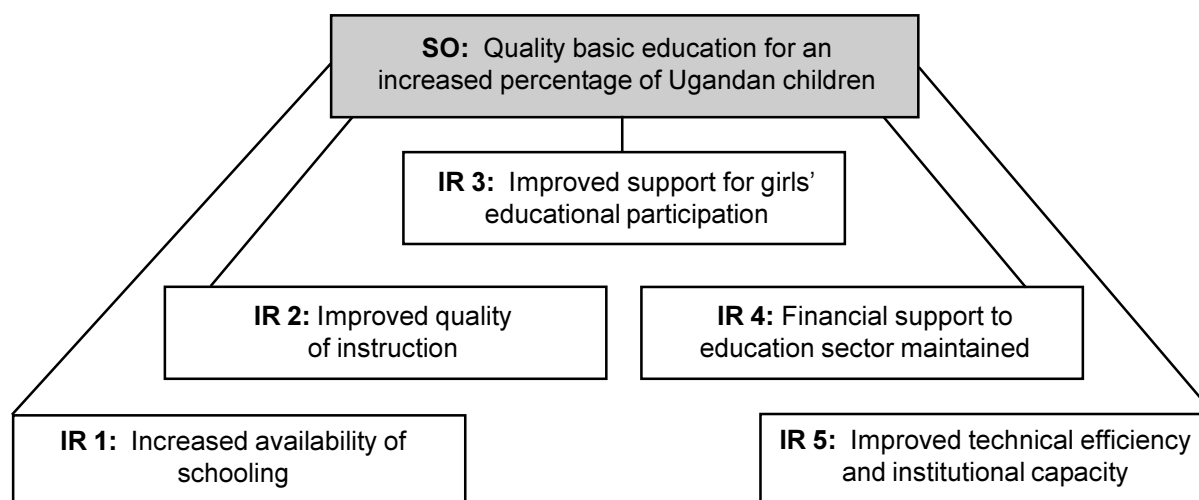 SO: Quality basic education for an
increased percentage of Ugandan children
IR 3: Improved support for girls’
educational participation
IR 2: Improved quality
of instruction
IR 4: Financial support to
education sector maintained
IR 1: Increased availability of
schooling
IR 5: Improved technical efficiency
and institutional capacity